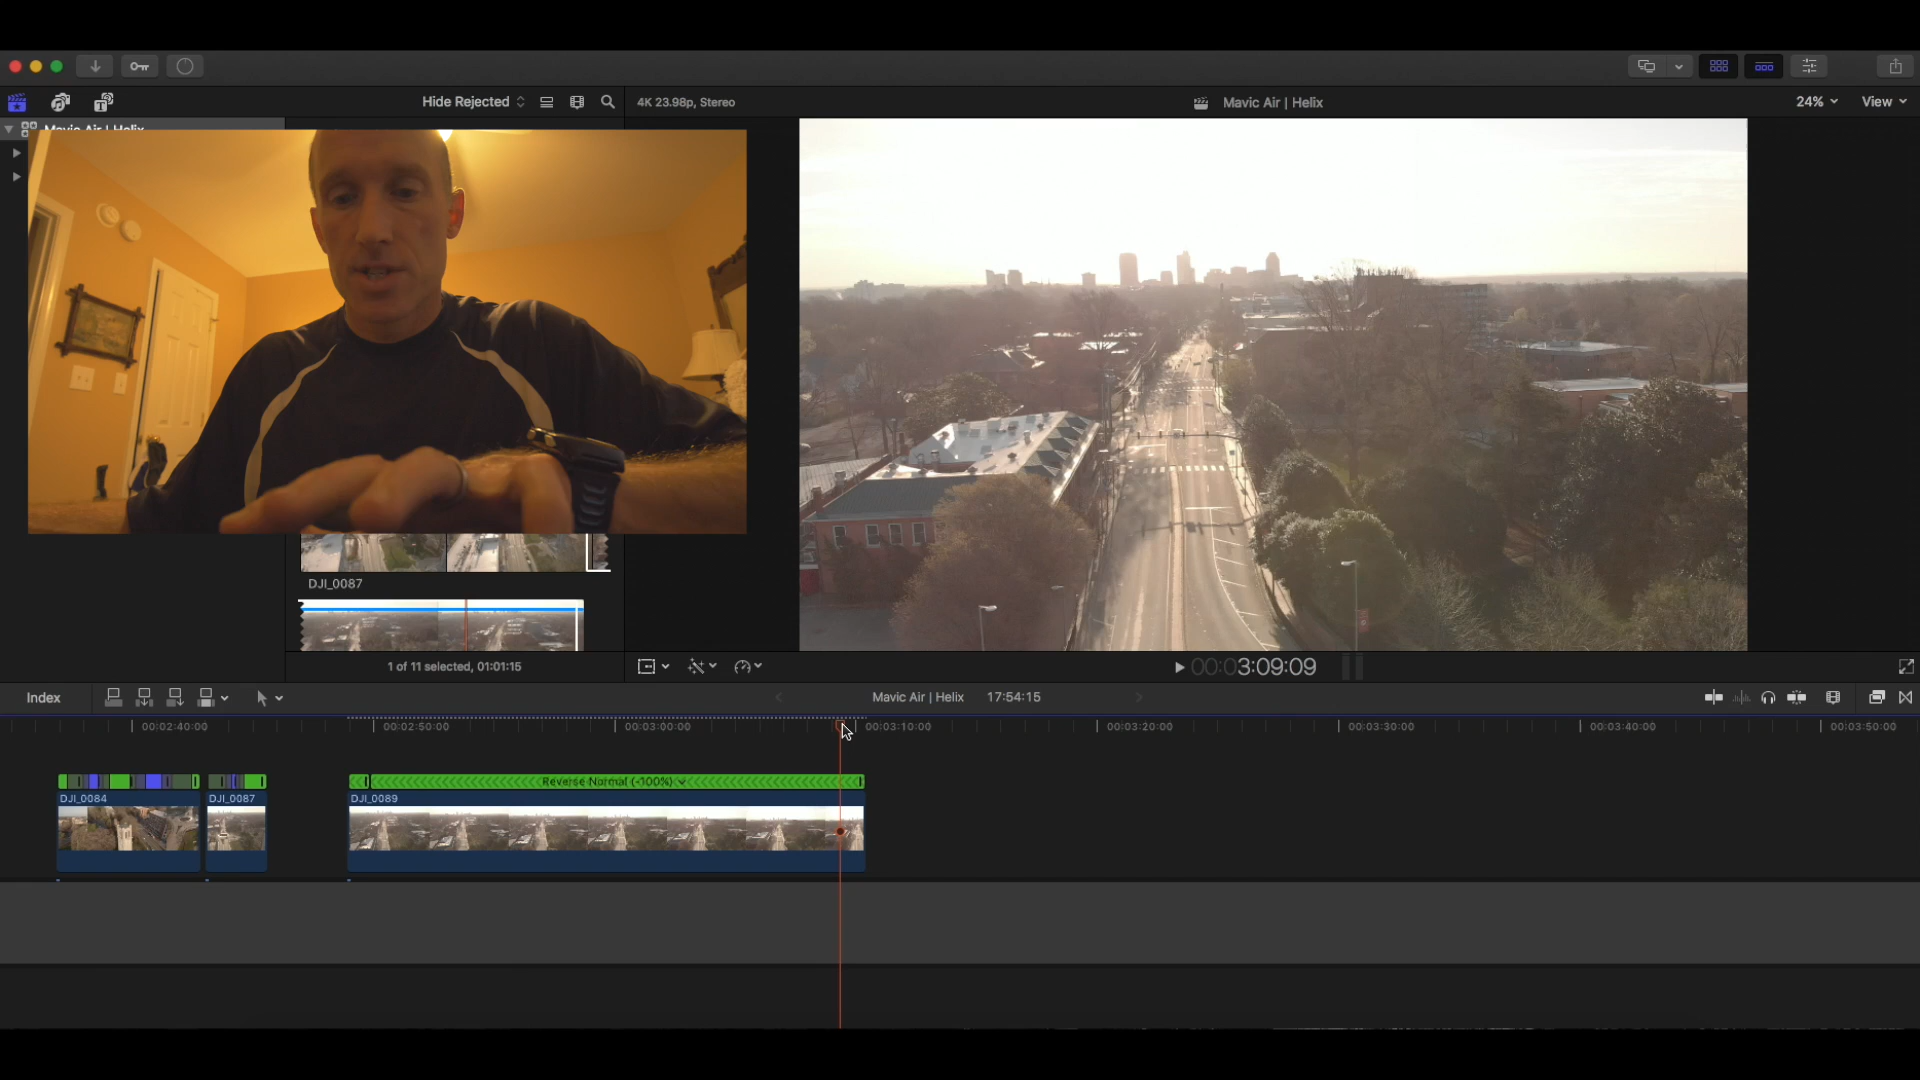 Hide Rejected
4K 23.98p, Stereo
Mavic Air | Helix
24%
View
Mavic Air | Helix
DJI_0087
1 of 11 selected, 01:01:15
00:03:09:09
Index
Mavic Air | Helix
17:54:15
00:02:40:00
00:02:50:00
00:03:00:00
00:03:10:00
00:03:20:00
00:03:30:00
00:03:40:00
00:03:50:00
Reverse Normal (-100%)
DJI_0084
DJI_0087
DJI_0089